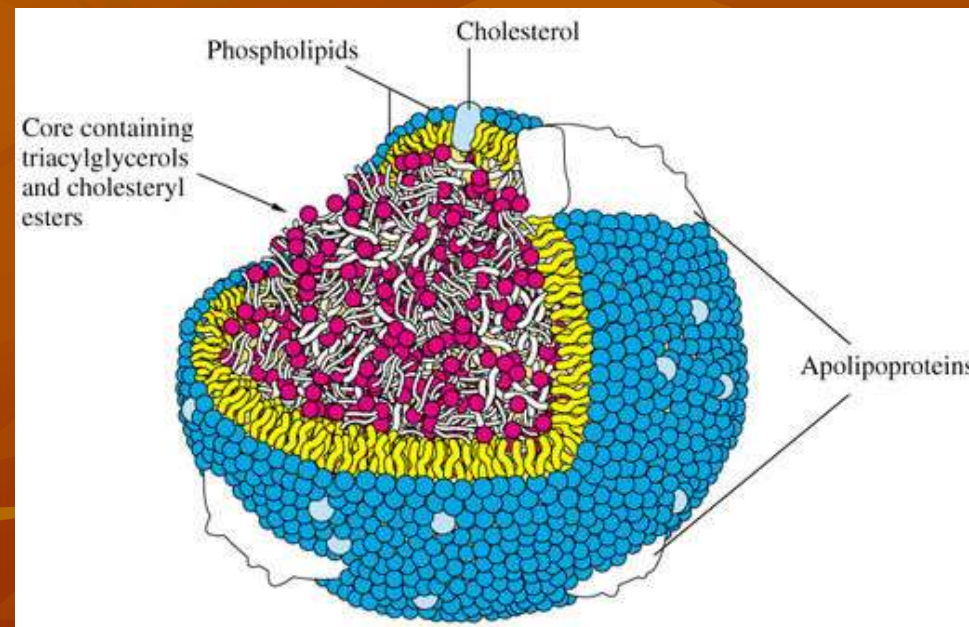 Cholesterol
Phospholipids
Core containing
triacylglycerols
and cholesteryl
esters
Apolipoproteins